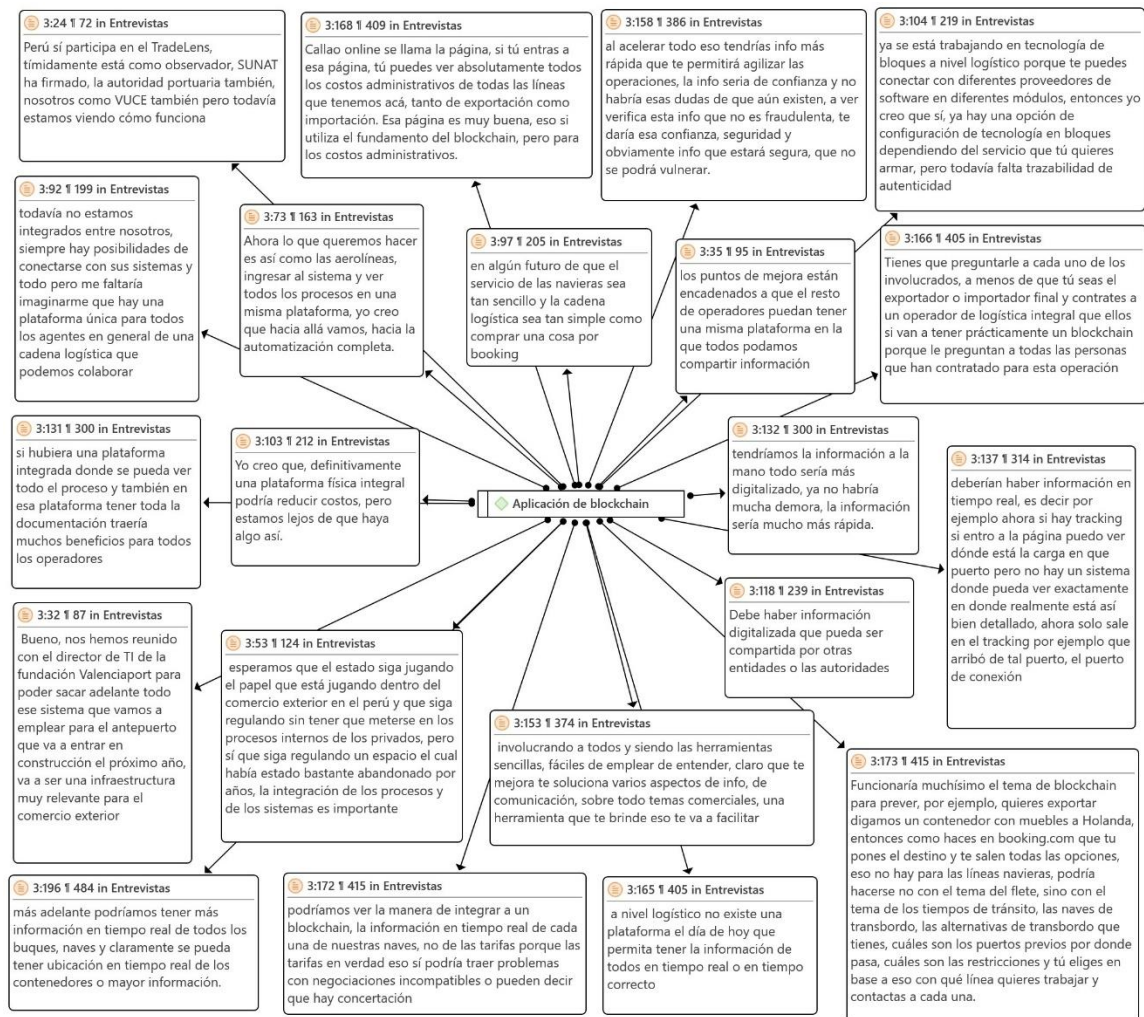 3:24 ¶ 72 in Entrevistas
Perú sí participa en el TradeLens,
tímidamente está como observador, SUNAT
ha firmado, la autoridad portuaria también,
nosotros como VUCE también pero todavía
estamos viendo cómo funciona
3:168 ¶ 409 in Entrevistas
Callao online se llama la página, si tú entras a
esa página, tú puedes ver absolutamente todos
los costos administrativos de todas las líneas
que tenemos acá, tanto de exportación como
importación. Esa página es muy buena, eso si
utiliza el fundamento del blockchain, pero para
los costos administrativos.
3:158 ¶ 386 in Entrevistas
al acelerar todo eso tendrías info más
rápida que te permitirá agilizar las
operaciones, la info seria de confianza y no
habría esas dudas de que aún existen, a ver
verifica esta info que no es fraudulenta, te
daría esa confianza, seguridad y
obviamente info que estará segura, que no
se podrá vulnerar.
3:104 ¶ 219 in Entrevistas
ya se está trabajando en tecnología de
bloques a nivel logístico porque te puedes
conectar con diferentes proveedores de
software en diferentes módulos, entonces yo
creo que sí, ya hay una opción de
configuración de tecnología en bloques
dependiendo del servicio que tú quieres
armar, pero todavía falta trazabilidad de
autenticidad
3:92 ¶ 199 in Entrevistas
todavía no estamos
integrados entre nosotros,
siempre hay posibilidades de
conectarse con sus sistemas y
todo pero me faltaría
imaginarme que hay una
plataforma única para todos
los agentes en general de una
cadena logística que
podemos colaborar
3:73 ¶ 163 in Entrevistas
Ahora lo que queremos hacer
es así como las aerolíneas,
ingresar al sistema y ver
todos los procesos en una
misma plataforma, yo creo
que hacia allá vamos, hacia la
automatización completa.
3:97 ¶ 205 in Entrevistas
en algún futuro de que el
servicio de las navieras sea
tan sencillo y la cadena
logística sea tan simple como
comprar una cosa por
booking
3:35 ¶ 95 in Entrevistas
los puntos de mejora están
encadenados a que el resto
de operadores puedan tener
una misma plataforma en la
que todos podamos
compartir información
3:166 ¶ 405 in Entrevistas
Tienes que preguntarle a cada uno de los
involucrados, a menos de que tú seas el
exportador o importador final y contrates a
un operador de logística integral que ellos
si van a tener prácticamente un blockchain
porque le preguntan a todas las personas
que han contratado para esta operación
3:131 ¶ 300 in Entrevistas
si hubiera una plataforma
integrada donde se pueda ver
todo el proceso y también en
esa plataforma tener toda la
documentación traería
muchos beneficios para todos
los operadores
3:103 ¶ 212 in Entrevistas
Yo creo que, definitivamente
una plataforma física integral
podría reducir costos, pero
estamos lejos de que haya
algo así.
Aplicación de blockchain
3:132 ¶ 300 in Entrevistas
tendríamos la información a la
mano todo sería más
digitalizado, ya no habría
mucha demora, la información
sería mucho más rápida.
3:137 ¶ 314 in Entrevistas
deberían haber información en
tiempo real, es decir por
ejemplo ahora si hay tracking
si entro a la página puedo ver
dónde está la carga en que
puerto pero no hay un sistema
donde pueda ver exactamente
en donde realmente está así
bien detallado, ahora solo sale
en el tracking por ejemplo que
arribó de tal puerto, el puerto
de conexión
3:118 ¶ 239 in Entrevistas
Debe haber información
digitalizada que pueda ser
compartida por otras
entidades o las autoridades
3:32 ¶ 87 in Entrevistas
Bueno, nos hemos reunido
con el director de TI de la
fundación Valenciaport para
poder sacar adelante todo
ese sistema que vamos a
emplear para el antepuerto
que va a entrar en
construcción el próximo año,
va a ser una infraestructura
muy relevante para el
comercio exterior
3:53 ¶ 124 in Entrevistas
esperamos que el estado siga jugando
el papel que está jugando dentro del
comercio exterior en el perú y que siga
regulando sin tener que meterse en los
procesos internos de los privados, pero
sí que siga regulando un espacio el cual
había estado bastante abandonado por
años, la integración de los procesos y
de los sistemas es importante
3:153 ¶ 374 in Entrevistas
involucrando a todos y siendo las herramientas
sencillas, fáciles de emplear de entender, claro que te
mejora te soluciona varios aspectos de info, de
comunicación, sobre todo temas comerciales, una
herramienta que te brinde eso te va a facilitar
3:173 ¶ 415 in Entrevistas
Funcionaría muchísimo el tema de blockchain
para prever, por ejemplo, quieres exportar
digamos un contenedor con muebles a Holanda,
entonces como haces en booking.com que tu
pones el destino y te salen todas las opciones,
eso no hay para las líneas navieras, podría
hacerse no con el tema del flete, sino con el
tema de los tiempos de tránsito, las naves de
transbordo, las alternativas de transbordo que
tienes, cuáles son los puertos previos por donde
pasa, cuáles son las restricciones y tú eliges en
base a eso con qué línea quieres trabajar y
contactas a cada una.
3:196 ¶ 484 in Entrevistas
más adelante podríamos tener más
información en tiempo real de todos los
buques, naves y claramente se pueda
tener ubicación en tiempo real de los
contenedores o mayor información.
3:172 ¶ 415 in Entrevistas
podríamos ver la manera de integrar a un
blockchain, la información en tiempo real de cada
una de nuestras naves, no de las tarifas porque las
tarifas en verdad eso sí podría traer problemas
con negociaciones incompatibles o pueden decir
que hay concertación
3:165 ¶ 405 in Entrevistas
a nivel logístico no existe una
plataforma el día de hoy que
permita tener la información de
todos en tiempo real o en tiempo
correcto